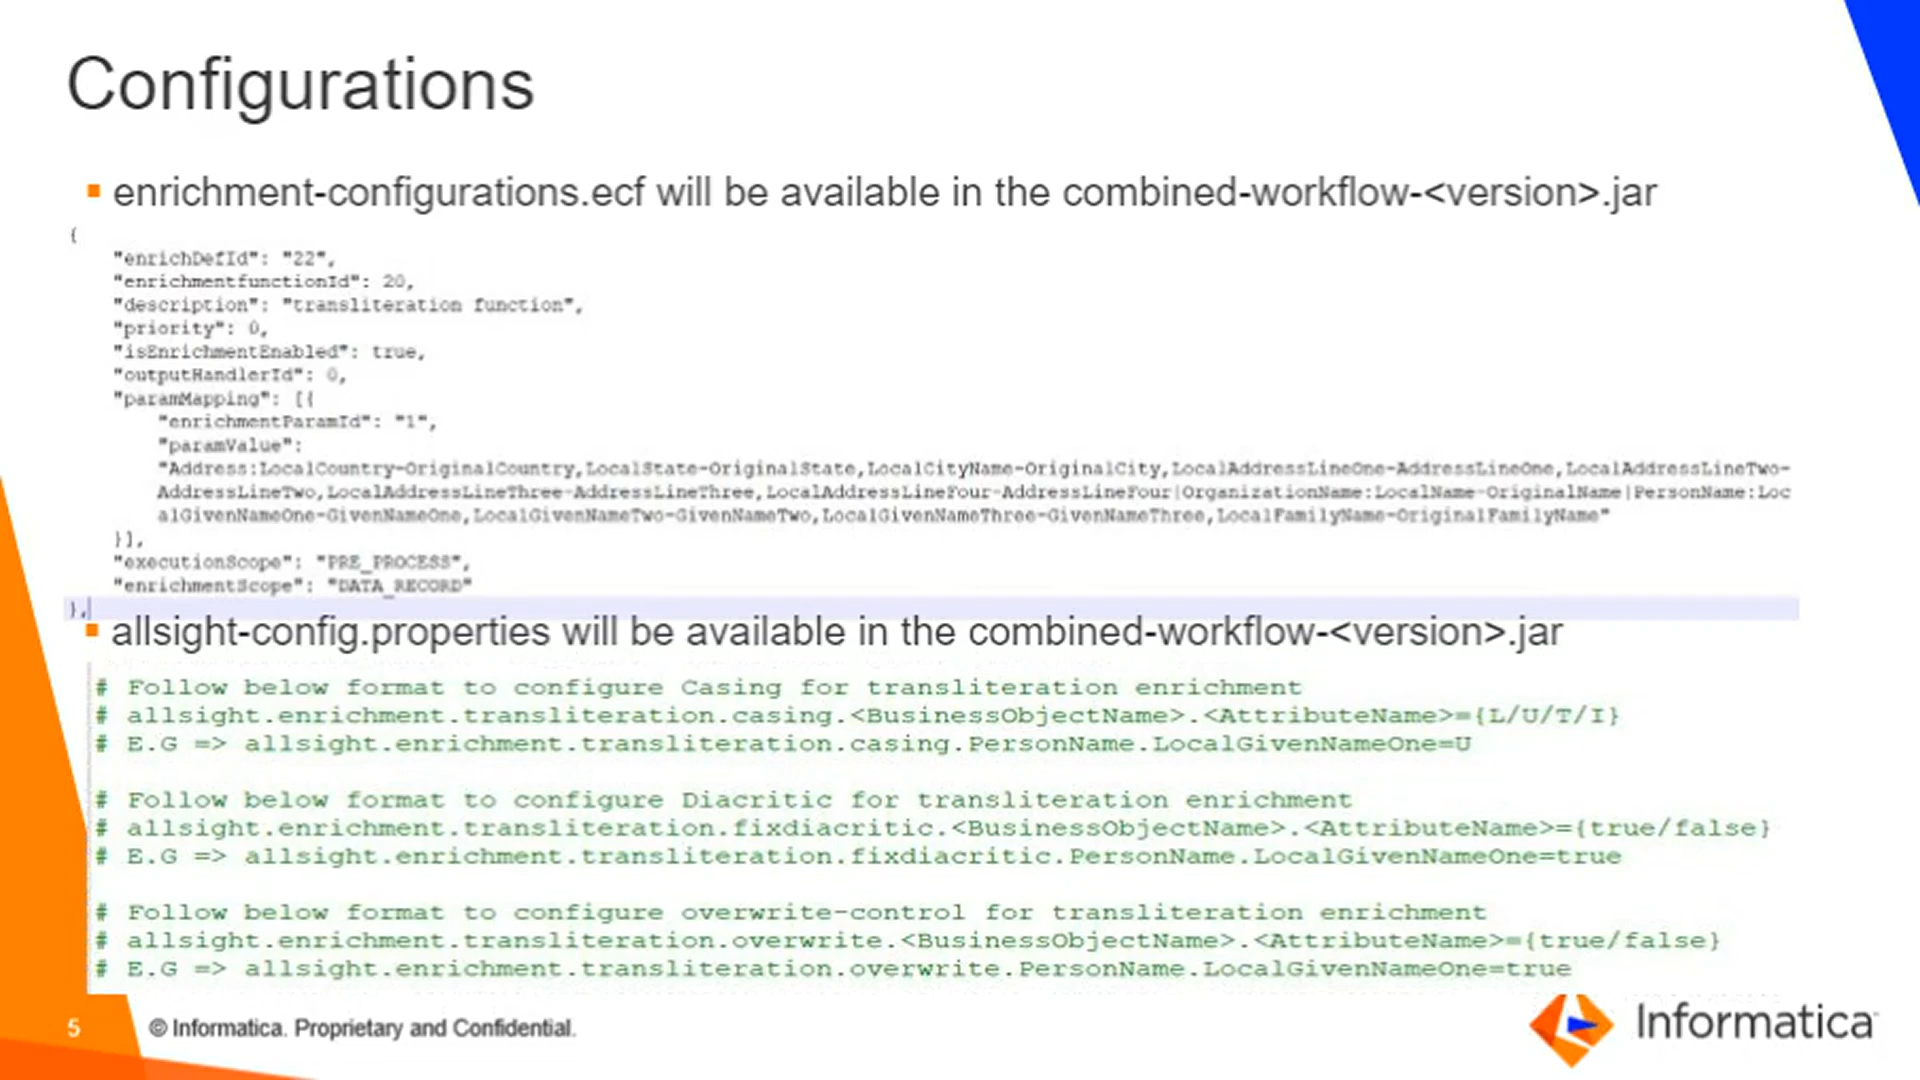 Configurations
enrichment-configurations.ecf will be available in the combined-workflow-<version>.jar
{
"enrichDefId": "22",
"enrichmentfunctionId": 20,
"description": "transliteration function",
"priority": 0,
"isEnrichmentEnabled": true,
"outputHandlerId": 0,
"paramMapping": [{
"enrichmentParamId": "1",
"paramValue":
"Address:LocalCountry-OriginalCountry,LocalState-OriginalState,LocalCityName-OriginalCity,LocalAddressLineOne-AddressLineOne,LocalAddressLineTwo-
AddressLineTwo,LocalAddressLineThree-AddressLineThree,LocalAddressLineFour-AddressLineFour|OrganizationName:LocalName-OriginalName|PersonName:Loc
alGivenNameOne-GivenNameOne,LocalGivenNameTwo-GivenNameTwo,LocalGivenNameThree-GivenNameThree,LocalFamilyName-OriginalFamilyName"
}],
"executionScope": "PRE_PROCESS",
"enrichmentScope": "DATA_RECORD"
},
allsight-config.properties will be available in the combined-workflow-<version>.jar
# Follow below format to configure Casing for transliteration enrichment
# allsight.enrichment.transliteration.casing.<BusinessObjectName>.<AttributeName>={L/U/T/I}
# E.G => allsight.enrichment.transliteration.casing.PersonName.LocalGivenNameOne=U
# Follow below format to configure Diacritic for transliteration enrichment
# allsight.enrichment.transliteration.fixdiacritic.<BusinessObjectName>.<AttributeName>={true/false}
# E.G => allsight.enrichment.transliteration.fixdiacritic.PersonName.LocalGivenNameOne=true
# Follow below format to configure overwrite-control for transliteration enrichment
# allsight.enrichment.transliteration.overwrite.<BusinessObjectName>.<AttributeName>={true/false}
# E.G => allsight.enrichment.transliteration.overwrite.PersonName.LocalGivenNameOne=true
5
© Informatica. Proprietary and Confidential.
Informatica